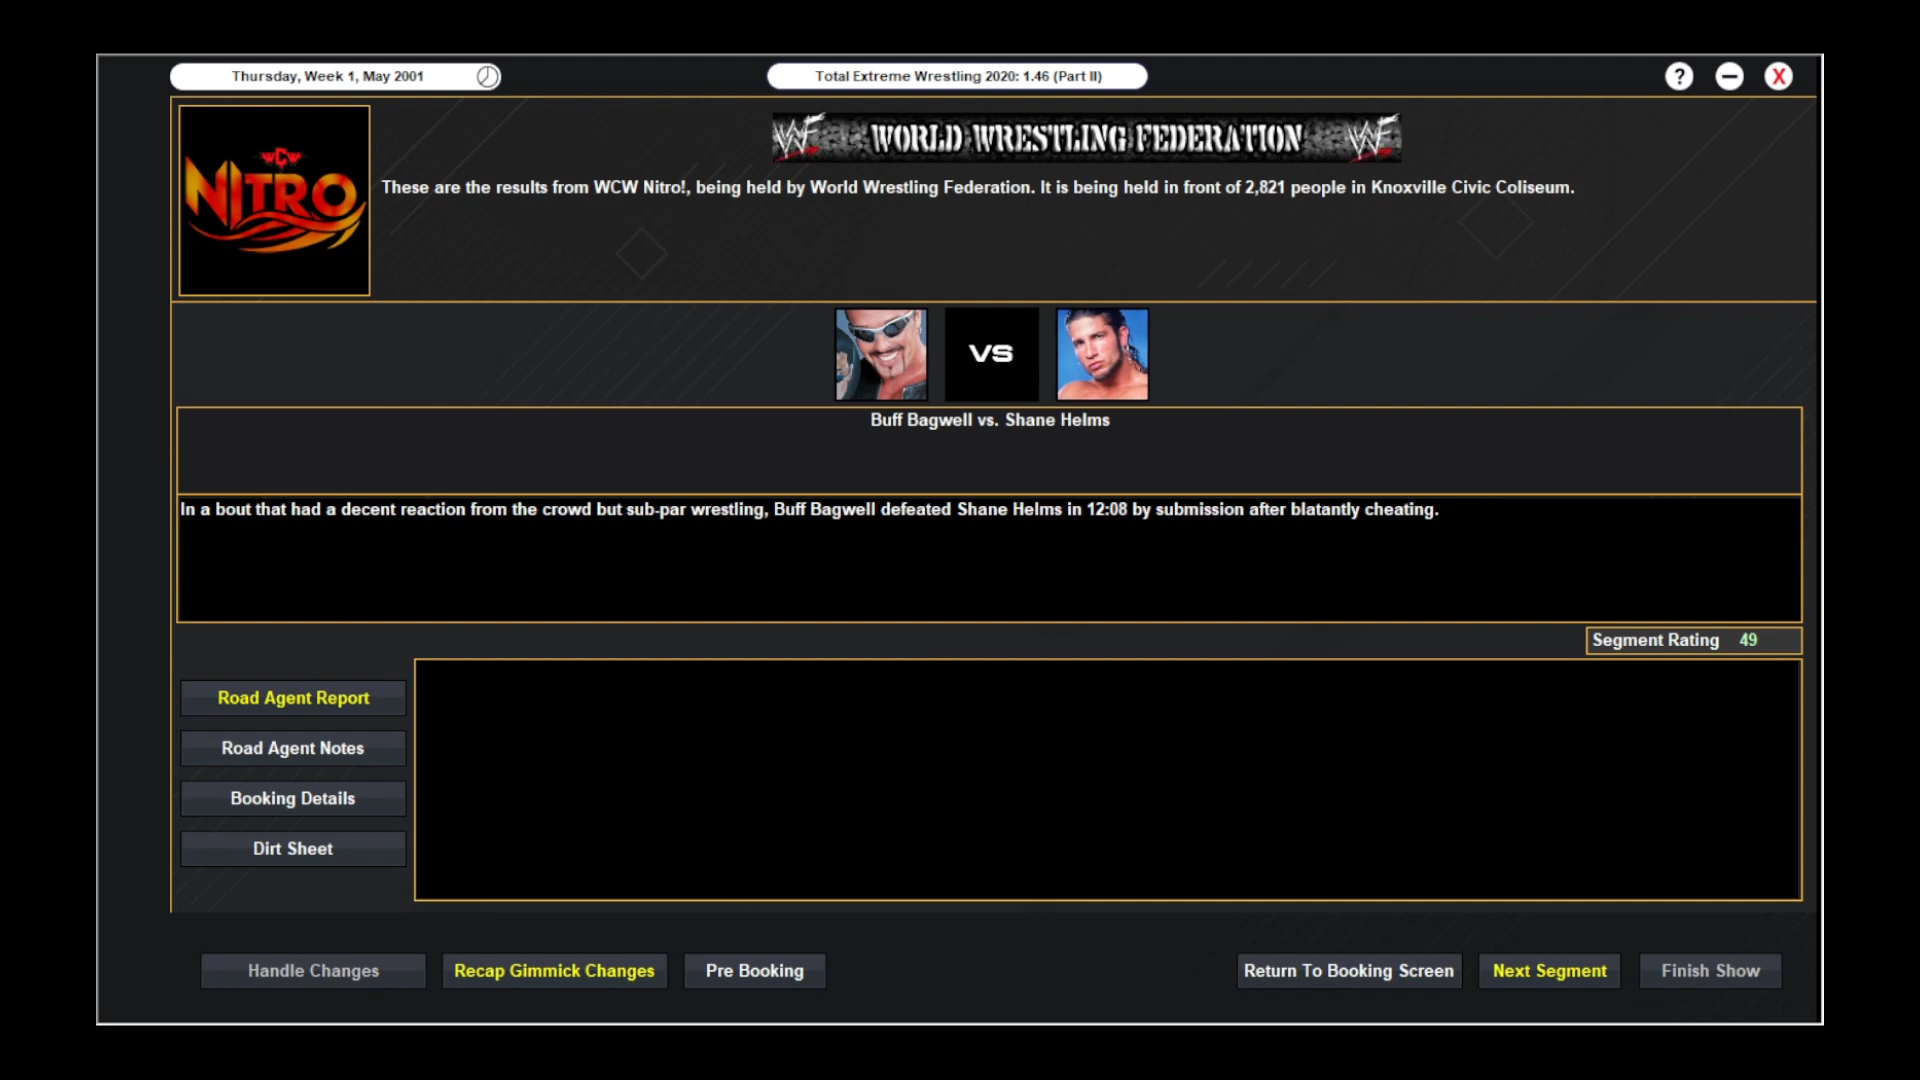 Thursday, Week 1, May 2001
Total Extreme Wrestling 2020: 1.46 (Part II)
?
X
WCW
NITRO
WF WORLD WRESTLING FEDERATION WF
These are the results from WCW Nitro!, being held by World Wrestling Federation. It is being held in front of 2,821 people in Knoxville Civic Coliseum.
VS
Buff Bagwell vs. Shane Helms
In a bout that had a decent reaction from the crowd but sub-par wrestling, Buff Bagwell defeated Shane Helms in 12:08 by submission after blatantly cheating.
Segment Rating 49
Road Agent Report
Road Agent Notes
Booking Details
Dirt Sheet
Handle Changes
Recap Gimmick Changes
Pre Booking
Return To Booking Screen
Next Segment
Finish Show